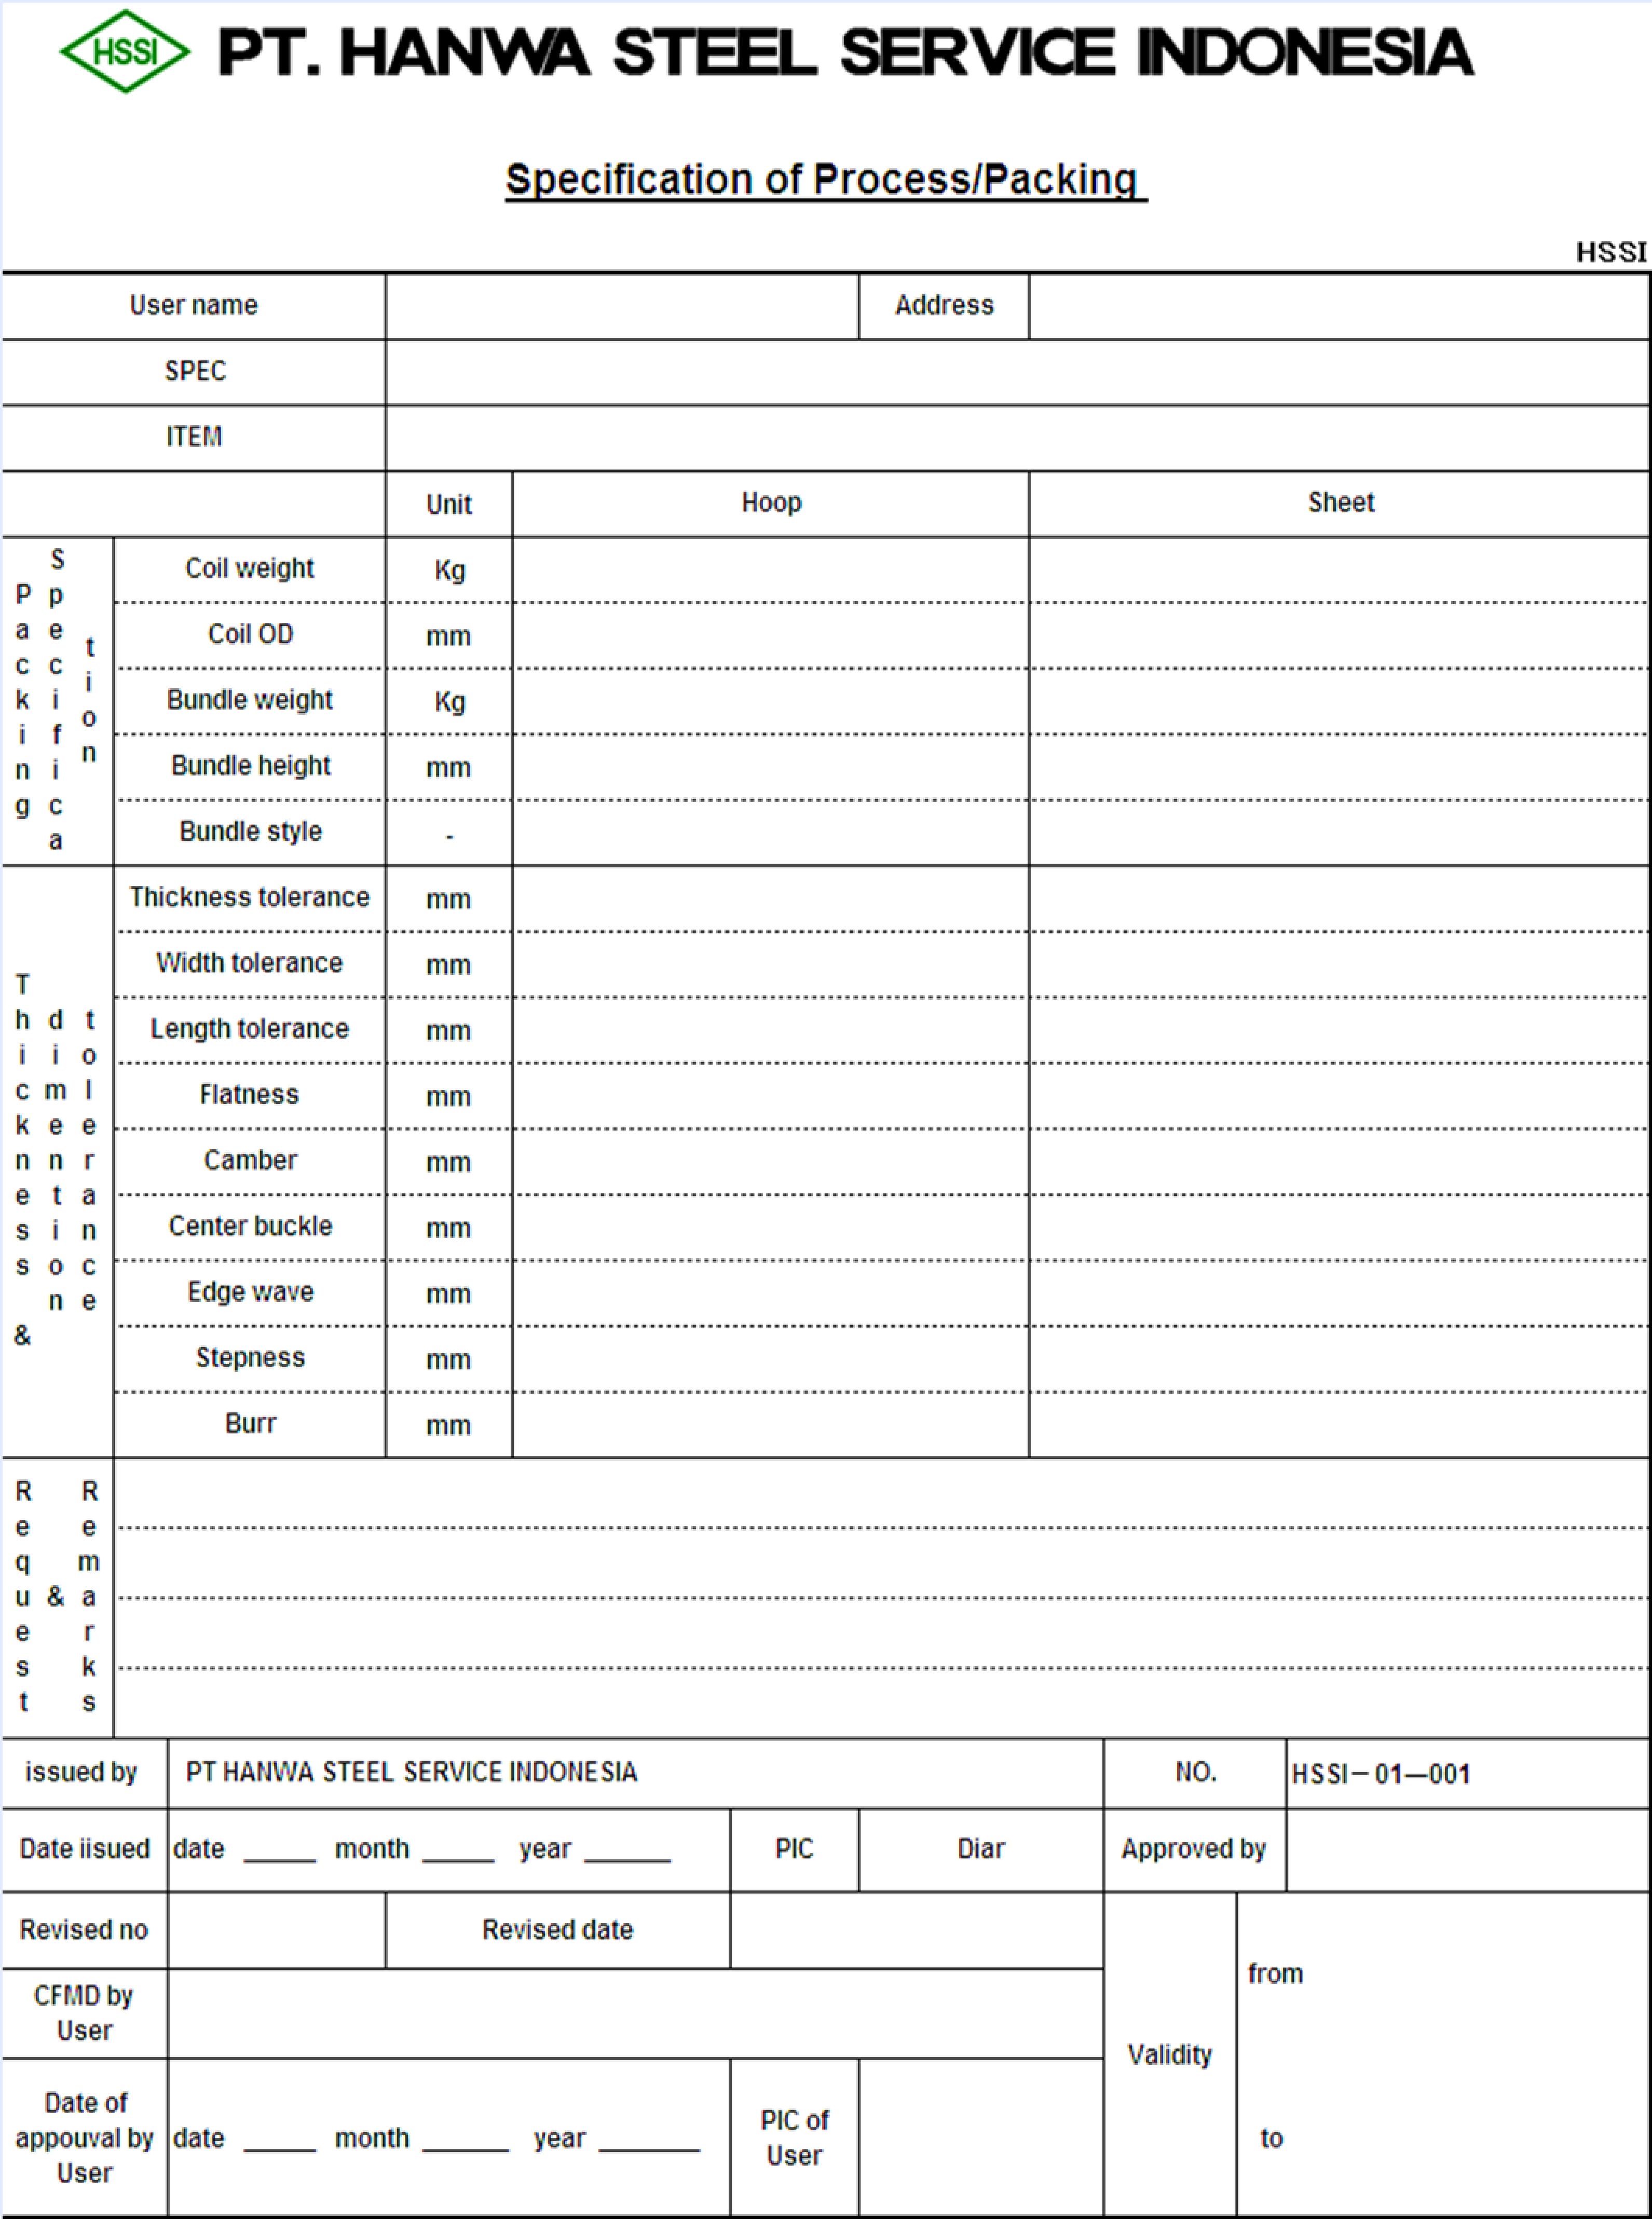 HSSI PT. HANWA STEEL SERVICE INDONESIA
Specification of Process/Packing
HSSI
User name Address
SPEC
ITEM
Unit Hoop Sheet
Packing Specification
Coil weight Kg
Coil OD mm
Bundle weight Kg
Bundle height mm
Bundle style -
Thickness & dimentinon tolerance
Thickness tolerance mm
Width tolerance mm
Length tolerance mm
Flatness mm
Camber mm
Center buckle mm
Edge wave mm
Stepness mm
Burr mm
Request & Remarks
issued by PT HANWA STEEL SERVICE INDONESIA NO. HSSI-01—001
Date iissued date _____ month _____ year ______ PIC Diar Approved by
Revised no Revised date
CFMD by
User
Validity
from
to
Date of
appouval by
User
date _____ month ______ year _______
PIC of
User